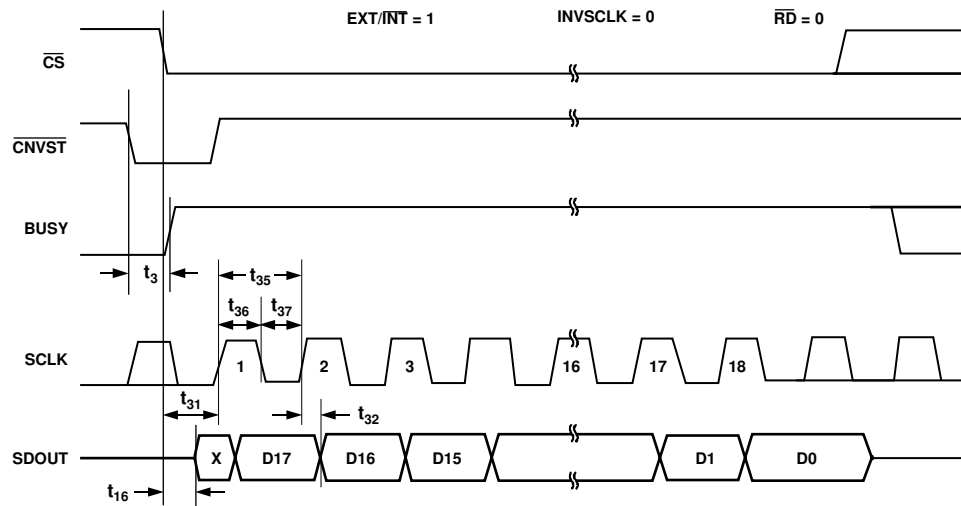 EXT/INT = 1 INVSCLK = 0 RD = 0
CS
CNVST
BUSY
t3 t35
t36 t37
SCLK 1 2 3 16 17 18
t31 t32
SDOUT X D17 D16 D15 D1 D0
t16